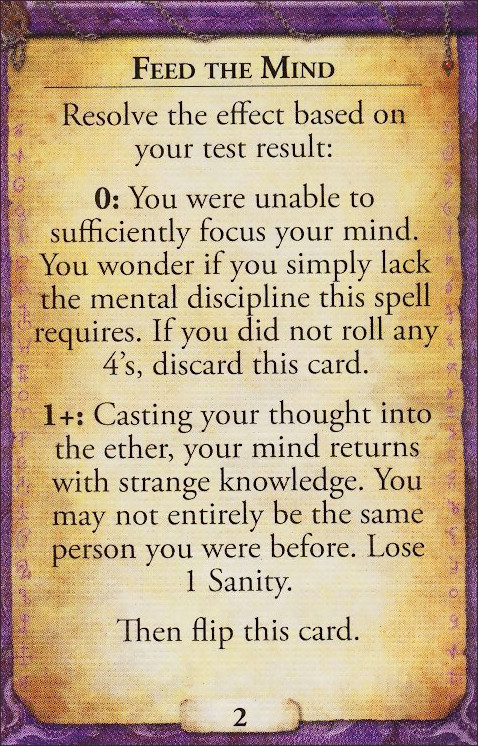 FEED THE MIND
Resolve the effect based on
your test result:
0: You were unable to
sufficiently focus your mind.
You wonder if you simply lack
the mental discipline this spell
requires. If you did not roll any
4's, discard this card.
1+: Casting your thought into
the ether, your mind returns
with strange knowledge. You
may not entirely be the same
person you were before. Lose
1 Sanity.
Then flip this card.
2